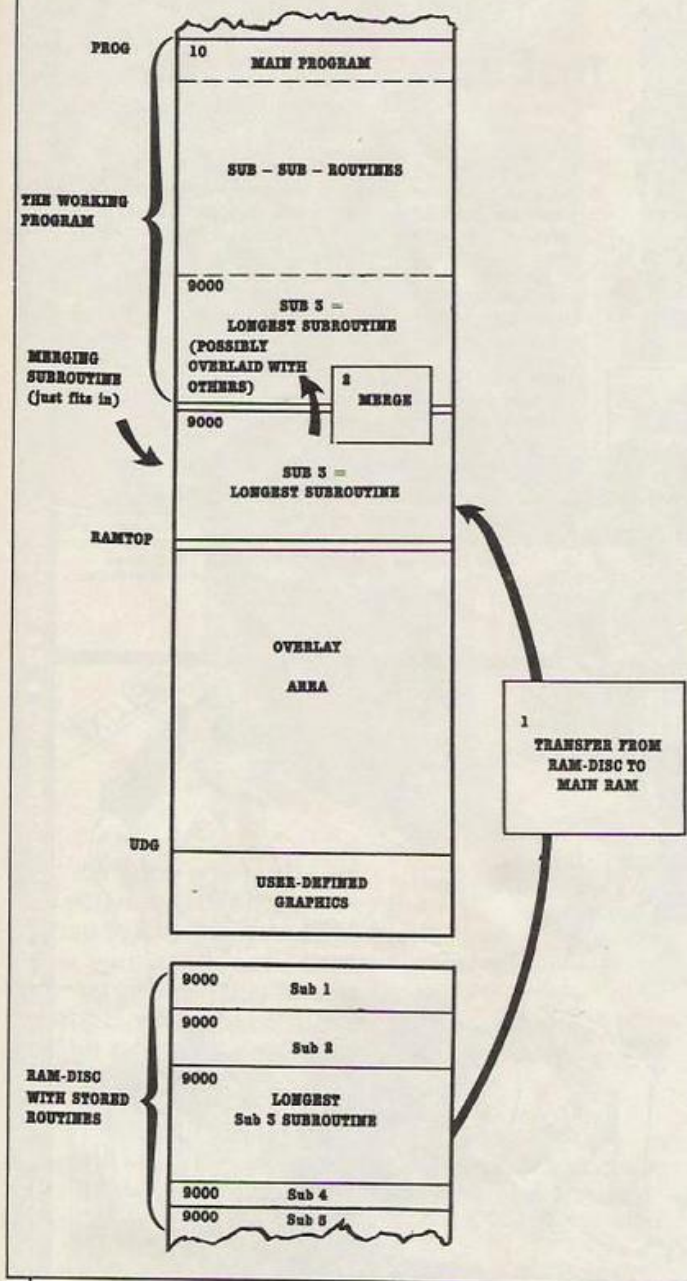 PROG
10
MAIN PROGRAM
SUB – SUB – ROUTINES
THE WORKING
PROGRAM
9000
SUB 3 =
LONGEST SUBROUTINE
(POSSIBLY
OVERLAID WITH
OTHERS)
2
MERGE
MERGING
SUBROUTINE
(just fits in)
9000
SUB 3 =
LONGEST SUBROUTINE
RAMTOP
OVERLAY
AREA
1
TRANSFER FROM
RAM-DISC TO
MAIN RAM
UDG
USER-DEFINED
GRAPHICS
9000 Sub 1
9000
Sub 2
RAM-DISC
WITH STORED
ROUTINES
9000
LONGEST
Sub 3 SUBROUTINE
9000 Sub 4
9000 Sub 5